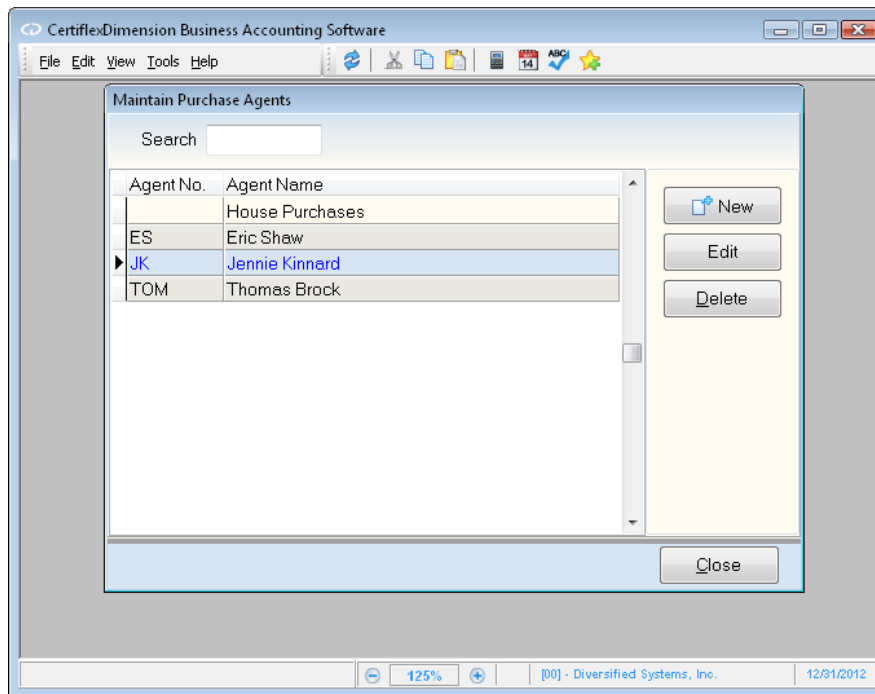 CertiflexDimension Business Accounting Software
File Edit View Tools Help
14 ABC
Maintain Purchase Agents
Search
Agent No. Agent Name
House Purchases
ES Eric Shaw
JK Jennie Kinnard
TOM Thomas Brock
New
Edit
Delete
Close
125% [00] - Diversified Systems, Inc. 12/31/2012